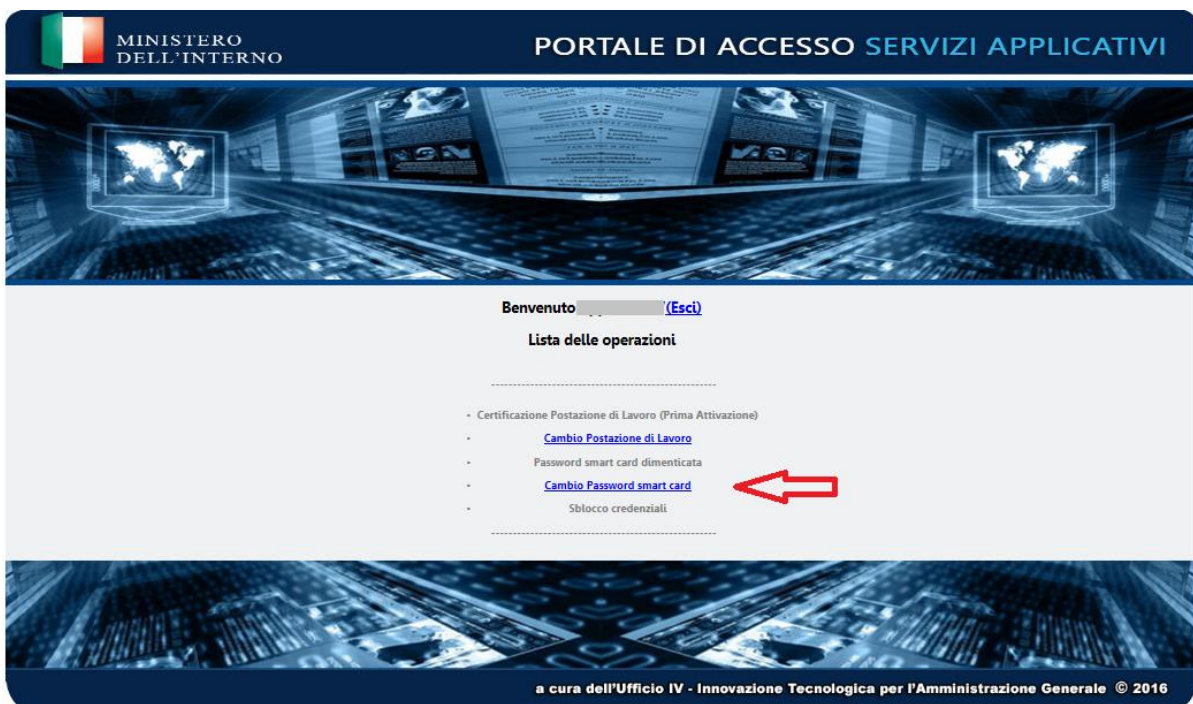 MINISTERO
DELL'INTERNO
PORTALE DI ACCESSO SERVIZI APPLICATIVI
Benvenuto (Esci)
Lista delle operazioni
----------------------------------------------------
- Certificazione Postazione di Lavoro (Prima Attivazione)
- Cambio Postazione di Lavoro
- Password smart card dimenticata
- Cambio Password smart card
- Sblocco credenziali
----------------------------------------------------
a cura dell'Ufficio IV - Innovazione Tecnologica per l'Amministrazione Generale © 2016